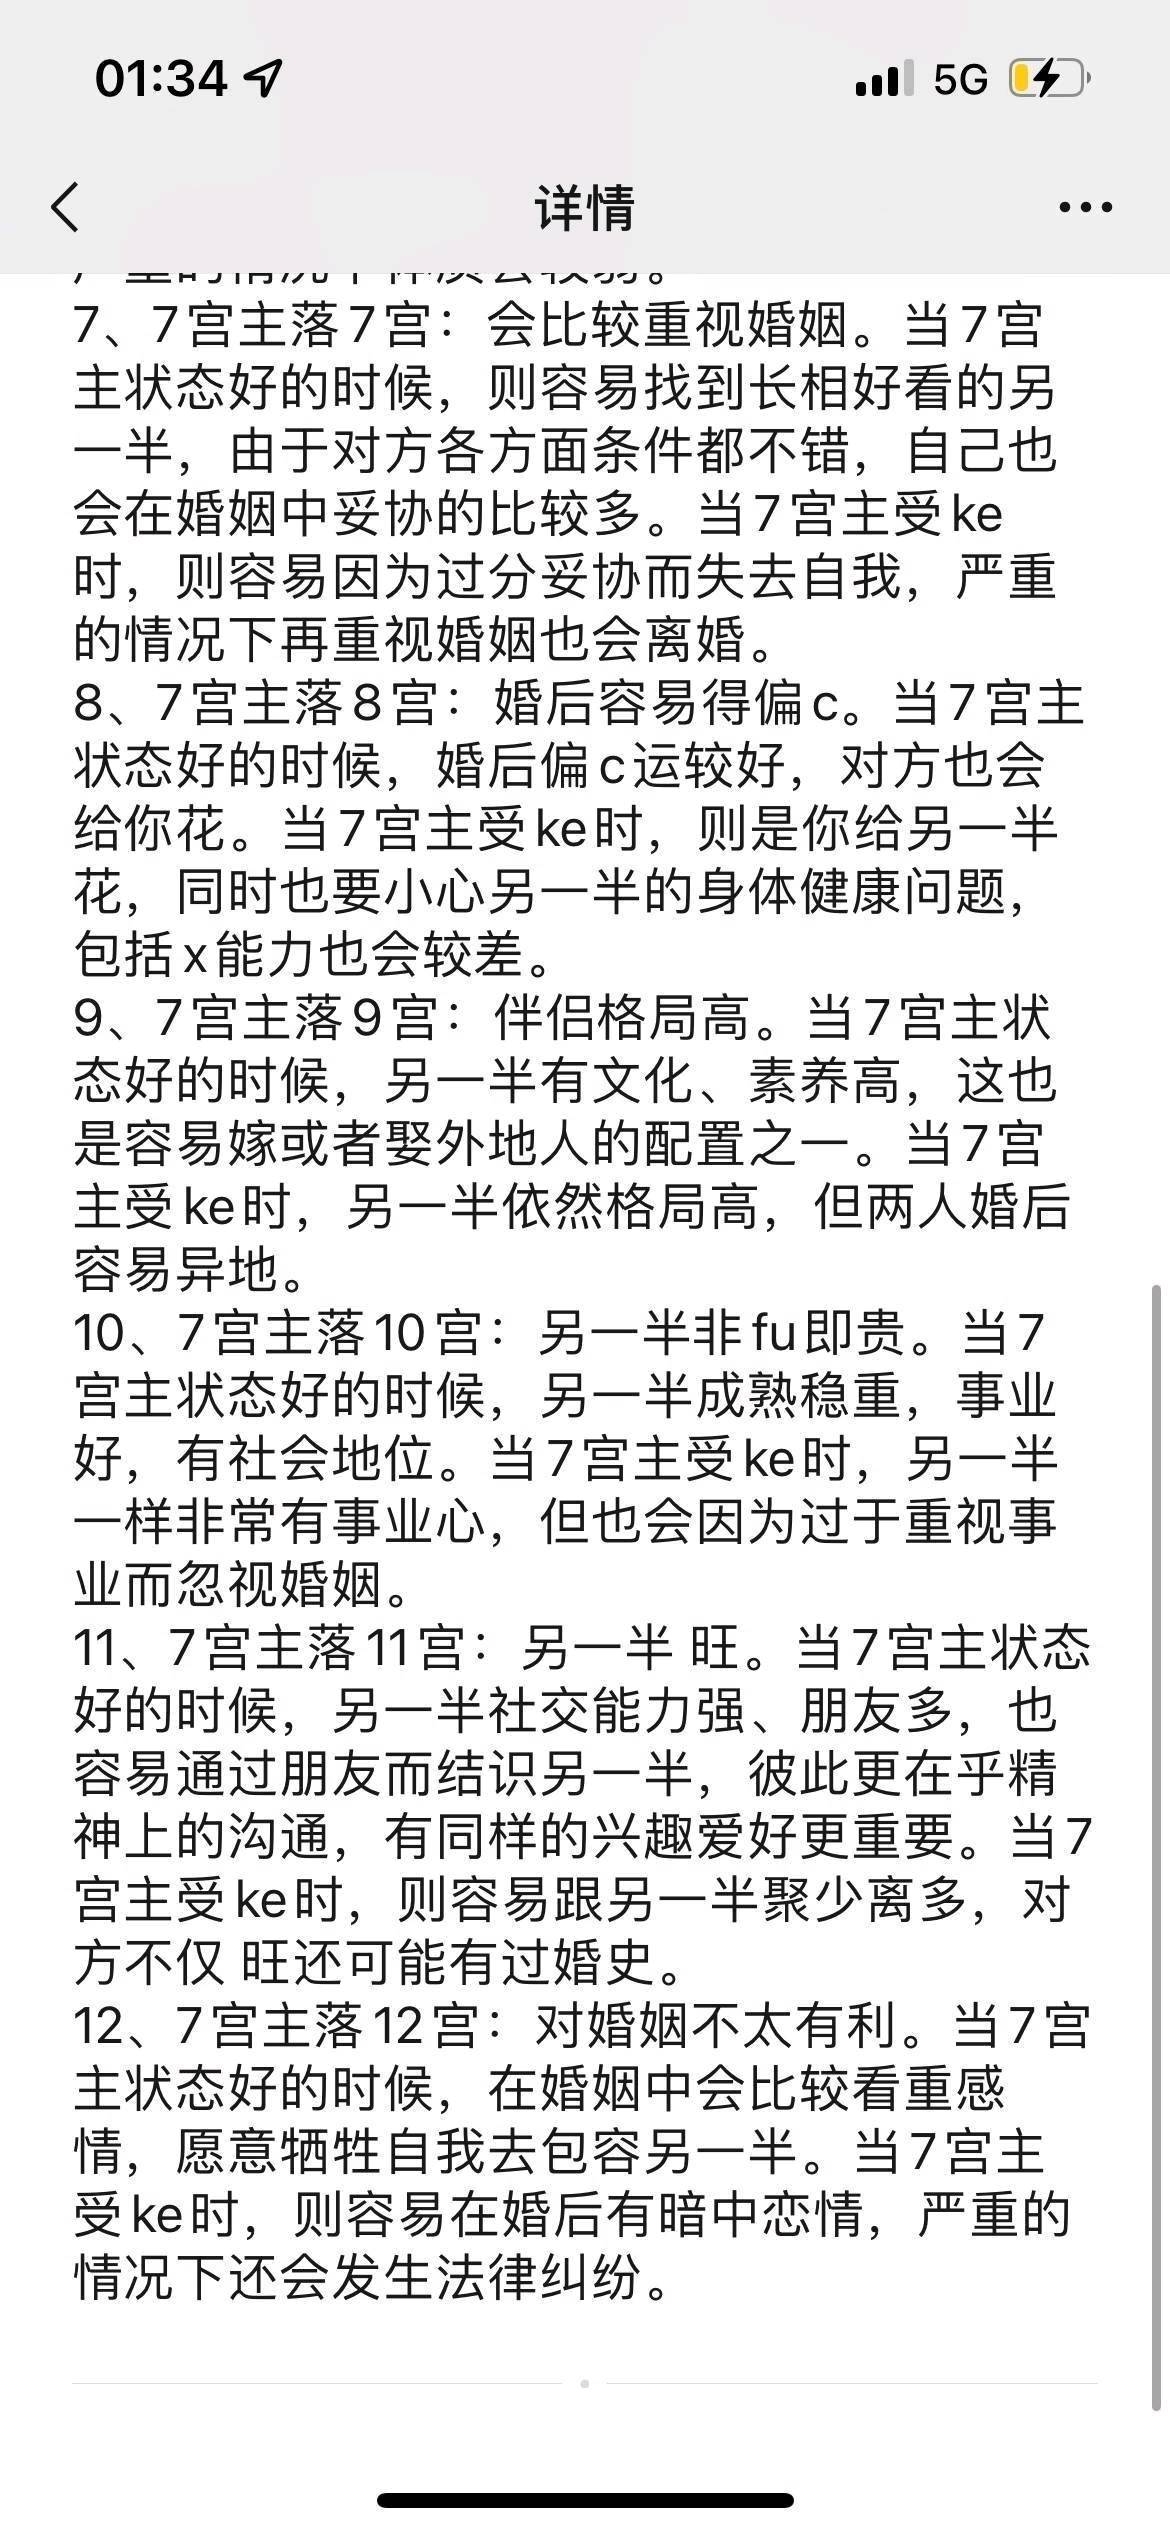 01:34
5G
详情
7、7宫主落7宫：会比较重视婚姻。当7宫
主状态好的时候，则容易找到长相好看的另
一半，由于对方各方面条件都不错，自己也
会在婚姻中妥协的比较多。当7宫主受ke
时，则容易因为过分妥协而失去自我，严重
的情况下再重视婚姻也会离婚。
8、7宫主落8宫：婚后容易得偏c。当7宫主
状态好的时候，婚后偏c运较好，对方也会
给你花。当7宫主受ke时，则是你给另一半
花，同时也要小心另一半的身体健康问题，
包括x能力也会较差。
9、7宫主落9宫：伴侣格局高。当7宫主状
态好的时候，另一半有文化、素养高，这也
是容易嫁或者娶外地人的配置之一。当7宫
主受ke时，另一半依然格局高，但两人婚后
容易异地。
10、7宫主落10宫：另一半非fu即贵。当7
宫主状态好的时候，另一半成熟稳重，事业
好，有社会地位。当7宫主受ke时，另一半
一样非常有事业心，但也会因为过于重视事
业而忽视婚姻。
11、7宫主落11宫：另一半 旺。当7宫主状态
好的时候，另一半社交能力强、朋友多，也
容易通过朋友而结识另一半，彼此更在乎精
神上的沟通，有同样的兴趣爱好更重要。当7
宫主受ke时，则容易跟另一半聚少离多，对
方不仅 旺还可能有过婚史。
12、7宫主落12宫：对婚姻不太有利。当7宫
主状态好的时候，在婚姻中会比较看重感
情，愿意牺牲自我去包容另一半。当7宫主
受ke时，则容易在婚后有暗中恋情，严重的
情况下还会发生法律纠纷。